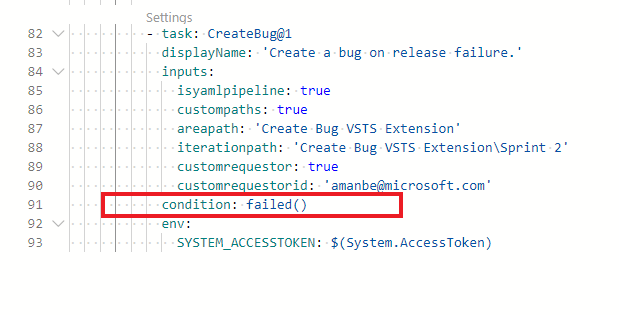 Settings
82 - task: CreateBug@1
83 displayName: 'Create a bug on release failure.'
84 inputs:
85 isyamlpipeline: true
86 custompaths: true
87 areapath: 'Create Bug VSTS Extension'
88 iterationpath: 'Create Bug VSTS Extension\Sprint 2'
89 customrequestor: true
90 customrequestorid: 'amanbe@microsoft.com'
91 condition: failed()
92 env:
93 SYSTEM_ACCESSTOKEN: $(System.AccessToken)